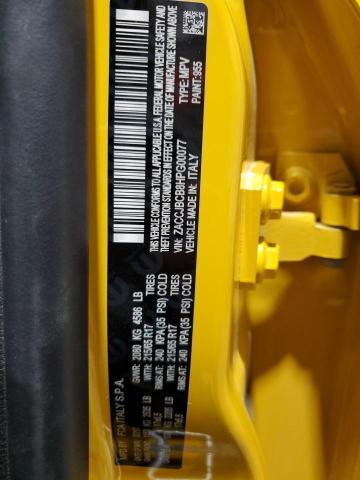 MFD BY: FCA ITALY S.P.A.
GVWR: 2080 KG 4586 LB
WITH: 215/65 R17 TIRES
RIMS AT: 240 KPA(35 PSI) COLD
WITH: 215/65 R17 TIRES
RIMS AT: 240 KPA(35 PSI) COLD
THIS VEHICLE CONFORMS TO ALL APPLICABLE U.S.A. FEDERAL MOTOR VEHICLE SAFETY AND
THEFT PREVENTION STANDARDS IN EFFECT ON THE DATE OF MANUFACTURE SHOWN ABOVE.
VIN: ZACCJBCB8HPG00077 TYPE: MPV
VEHICLE MADE IN: ITALY PAINT: 955